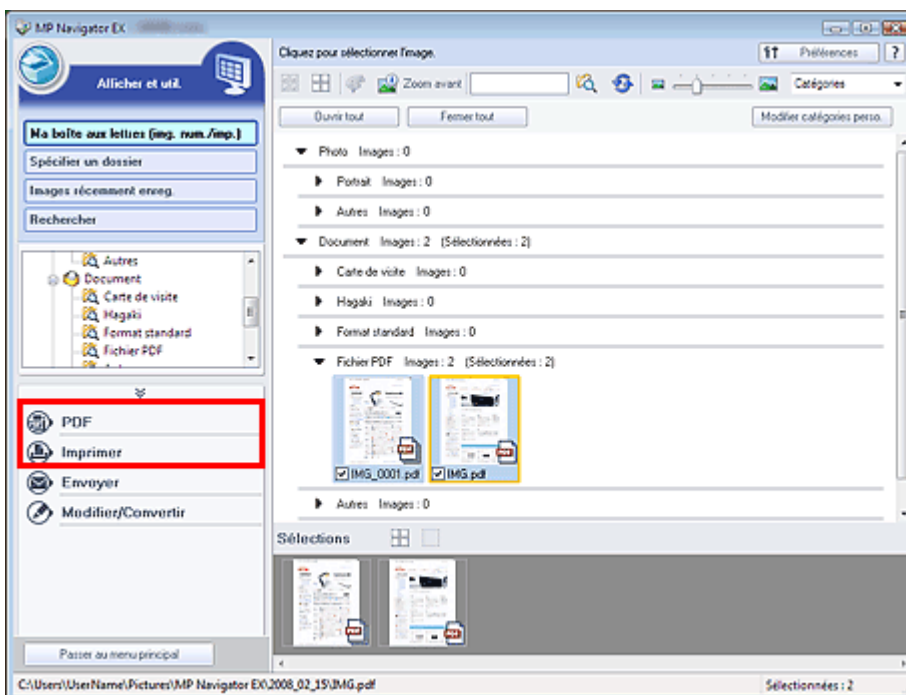 MP Navigator EX
Afficher et util.
Ma boîte aux lettres (img. num./imp.)
Spécifier un dossier
Images récemment enreg.
Rechercher
Autres
Document
Carte de visite
Hagaki
Format standard
Fichier PDF
PDF
Imprimer
Envoyer
Modifier/Convertir
Passer au menu principal
Cliquez pour sélectionner l'image.
Préférences
?
Zoom avant
Catégories
Ouvrir tout
Fermer tout
Modifier catégories perso.
Photo Images : 0
Portrait Images : 0
Autres Images : 0
Document Images : 2 (Sélectionnées : 2)
Carte de visite Images : 0
Hagaki Images : 0
Format standard Images : 0
Fichier PDF Images : 2 (Sélectionnées : 2)
PDF
PDF
IMG_0001.pdf
IMG.pdf
Autres Images : 0
Sélections
PDF
PDF
C:\Users\UserName\Pictures\MP Navigator EX\2008_02_15\IMG.pdf
Sélectionnées : 2